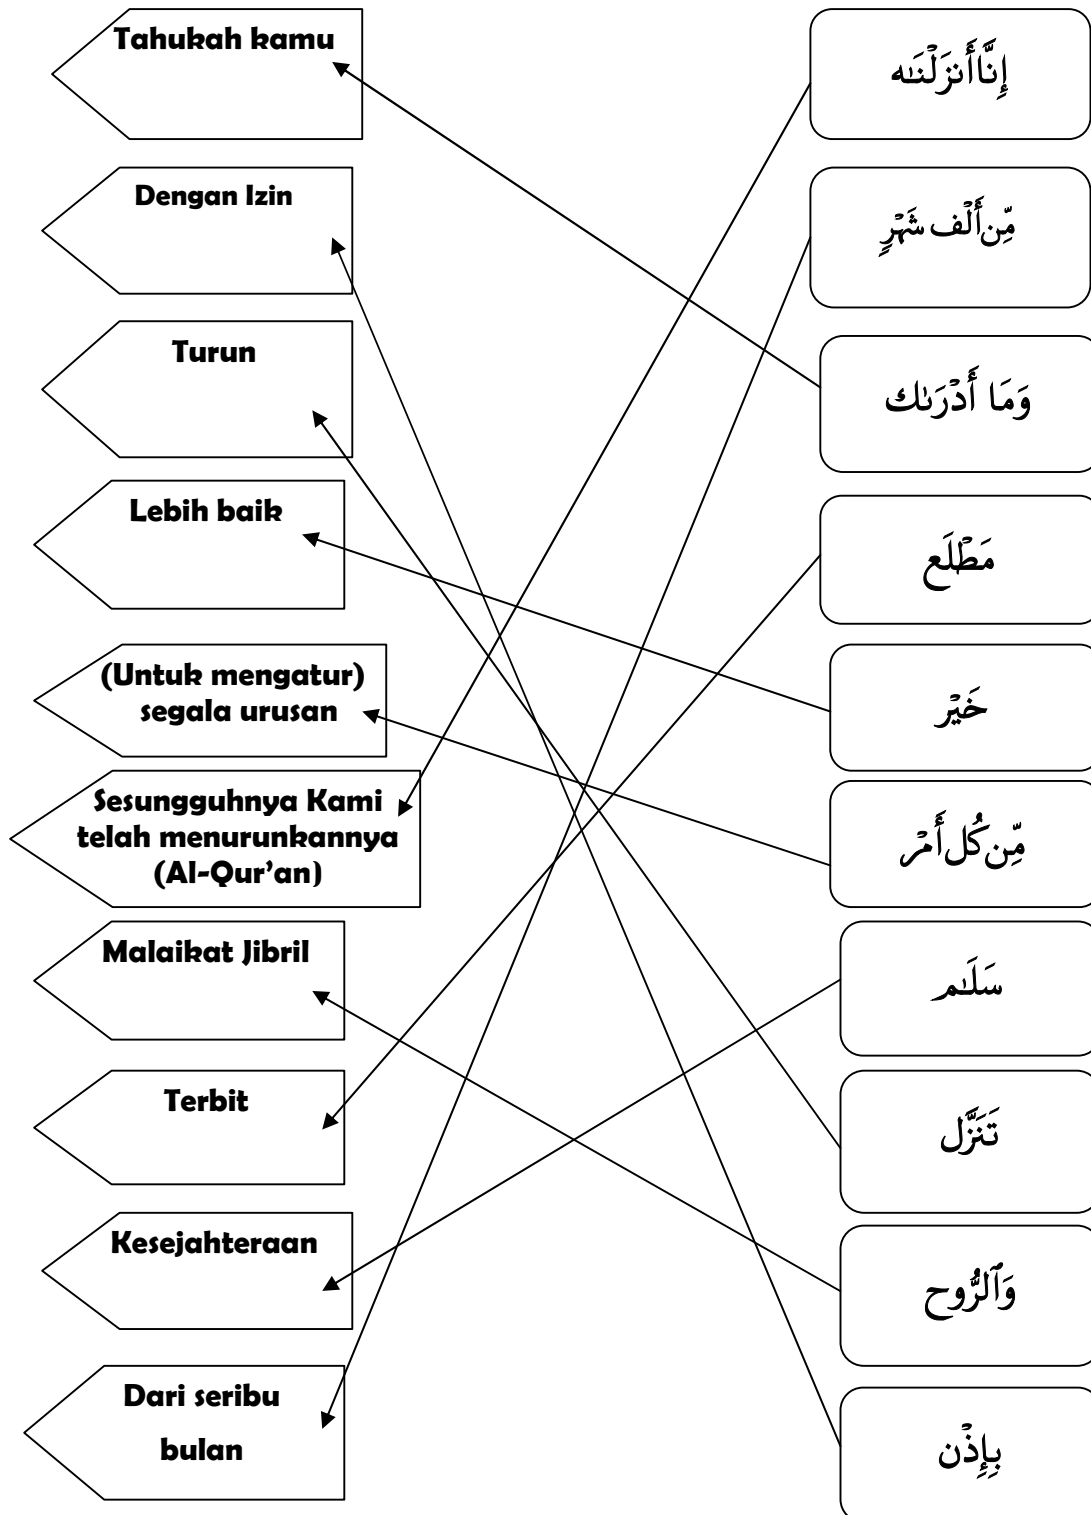 Tahukah kamu
إِنَّا أَنزَلْنَٰه
Dengan Izin
مِّن أَلْف شَهْرٍ
Turun
وَمَا أَدْرَىٰك
Lebih baik
مَطْلَع
(Untuk mengatur)
segala urusan
خَيْر
Sesungguhnya Kami
telah menurunkannya
(Al-Qur’an)
مِّن كُل أَمْر
Malaikat Jibril
سَلَٰم
Terbit
تَنَزَّل
Kesejahteraan
وَٱلرُّوح
Dari seribu
bulan
بِإِذْن